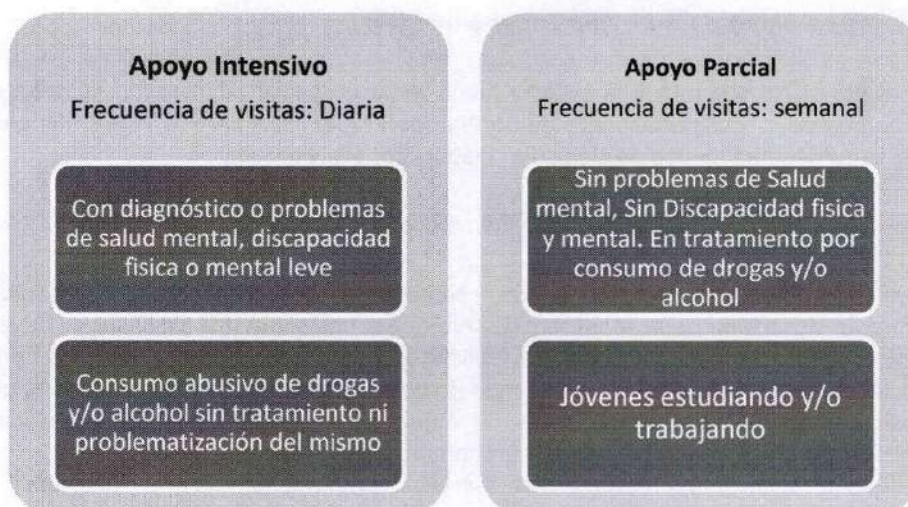 Apoyo Intensivo
Frecuencia de visitas: Diaria
Con diagnóstico o problemas
de salud mental, discapacidad
fisica o mental leve
Consumo abusivo de drogas
y/o alcohol sin tratamiento ni
problematización del mismo
Apoyo Parcial
Frecuencia de visitas: semanal
Sin problemas de Salud
mental, Sin Discapacidad fisica
y mental. En tratamiento por
consumo de drogas y/o
alcohol
Jóvenes estudiando y/o
trabajando